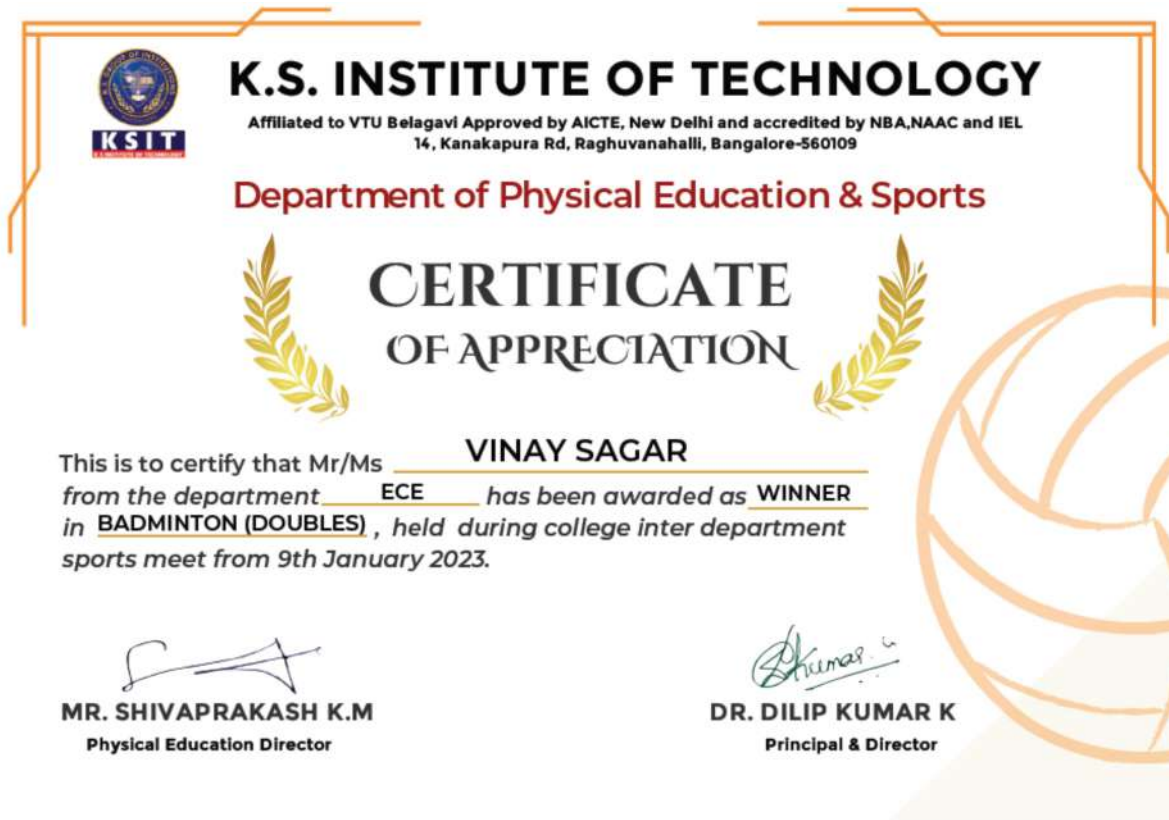 K.S. INSTITUTE OF TECHNOLOGY
Affiliated to VTU Belagavi Approved by AICTE, New Delhi and accredited by NBA,NAAC and IEL
14, Kanakapura Rd, Raghuvanahalli, Bangalore-560109
KSIT
Department of Physical Education & Sports
CERTIFICATE
OF APPRECIATION
This is to certify that Mr/Ms VINAY SAGAR
from the department ECE has been awarded as WINNER
in BADMINTON (DOUBLES) , held during college inter department
sports meet from 9th January 2023.
MR. SHIVAPRAKASH K.M
Physical Education Director
DR. DILIP KUMAR K
Principal & Director